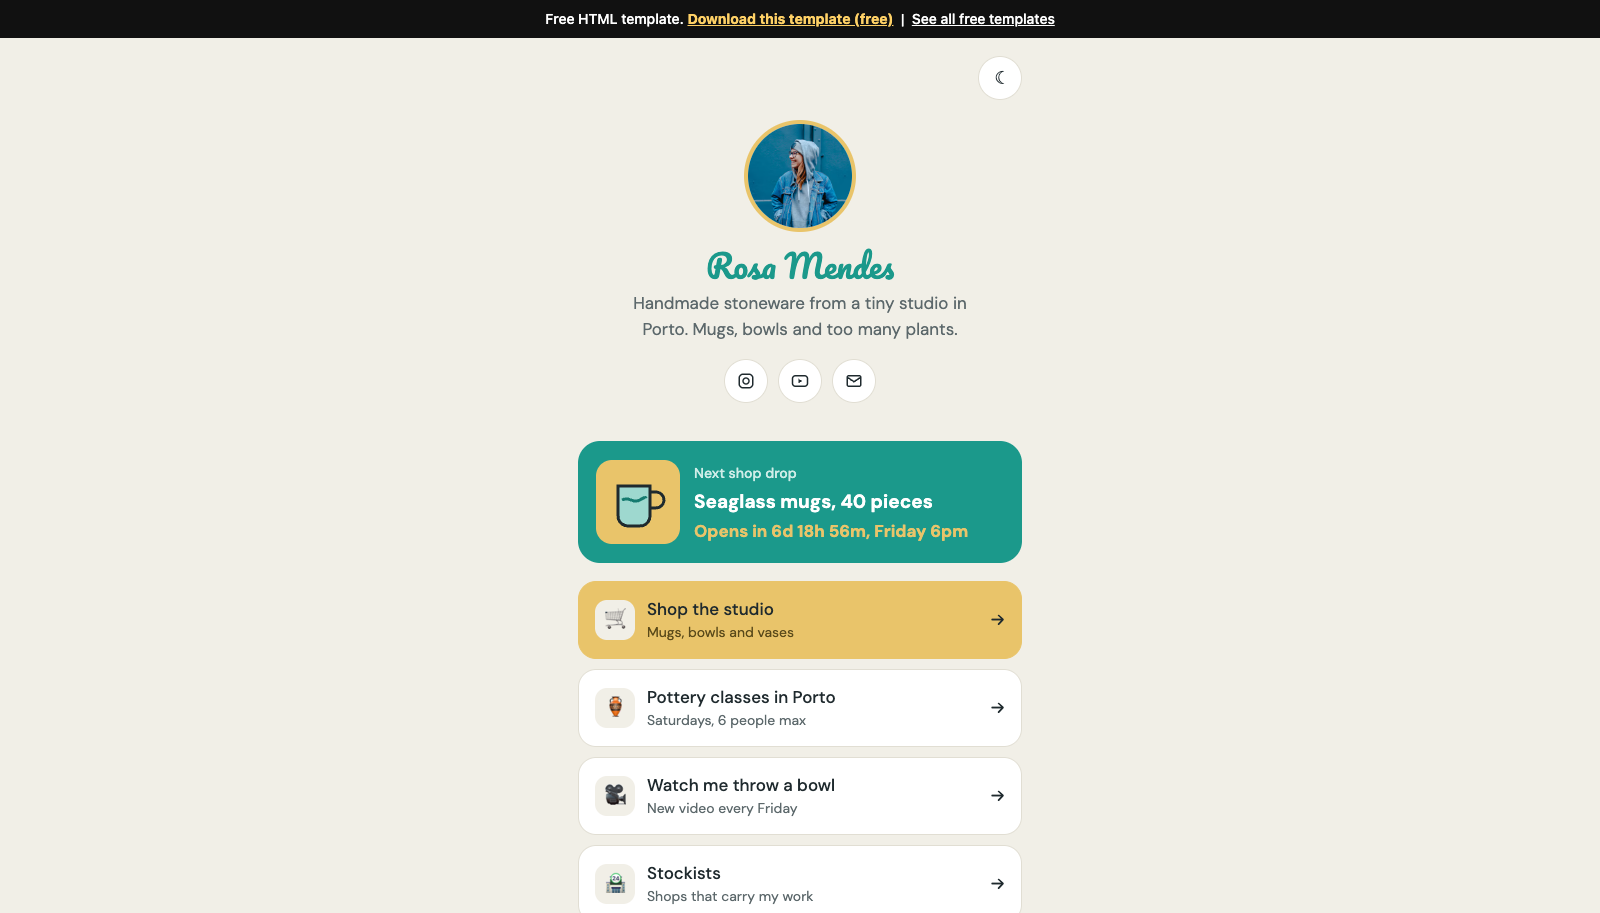 Free HTML template. Download this template (free) | See all free templates
Rosa Mendes
Handmade stoneware from a tiny studio in
Porto. Mugs, bowls and too many plants.
Next shop drop
Seaglass mugs, 40 pieces
Opens in 6d 18h 56m, Friday 6pm
Shop the studio
Mugs, bowls and vases
Pottery classes in Porto
Saturdays, 6 people max
Watch me throw a bowl
New video every Friday
Stockists
Shops that carry my work